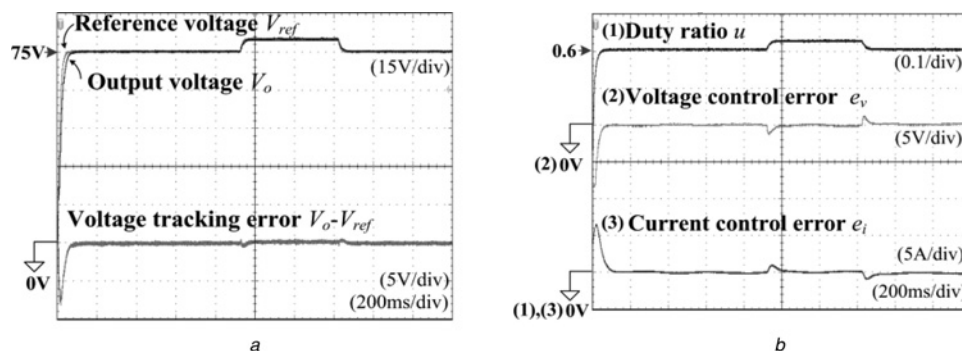 Reference voltage Vref
75V
(15V/div)
Output voltage Vo
Voltage tracking error Vo-Vref
0V
(5V/div)
(200ms/div)
a
(1)Duty ratio u
0.6
(0.1/div)
(2)Voltage control error ev
(5V/div)
(2) 0V
(3) Current control error ei
(5A/div)
(200ms/div)
(1),(3) 0V
b